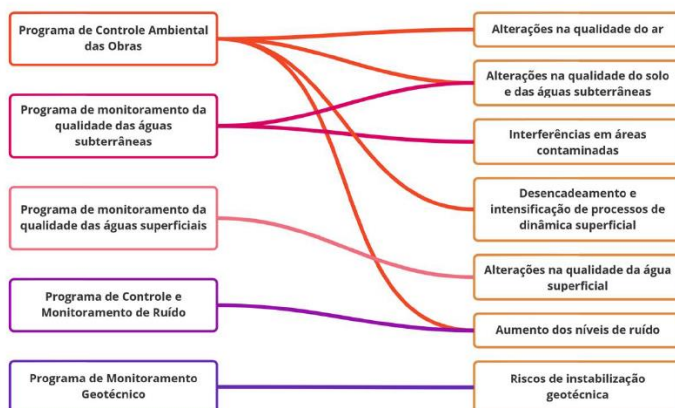 Programa de Controle Ambiental
das Obras
Programa de monitoramento da
qualidade das águas
subterrâneas
Programa de monitoramento da
qualidade das águas superficiais
Programa de Controle e
Monitoramento de Ruído
Programa de Monitoramento
Geotécnico
Alterações na qualidade do ar
Alterações na qualidade do solo
e das águas subterrâneas
Interferências em áreas
contaminadas
Desencadeamento e
intensificação de processos de
dinâmica superficial
Alterações na qualidade da água
superficial
Aumento dos níveis de ruído
Riscos de instabilização
geotécnica